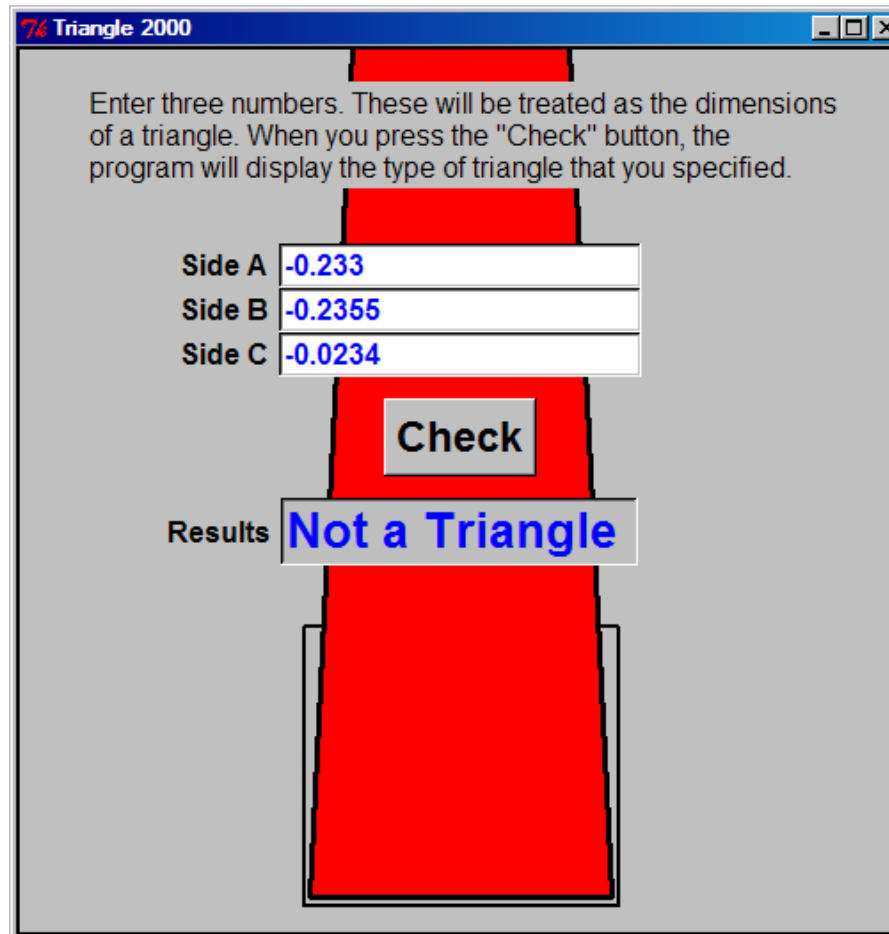 Triangle 2000
Enter three numbers. These will be treated as the dimensions
of a triangle. When you press the "Check" button, the
program will display the type of triangle that you specified.
Side A -0.233
Side B -0.2355
Side C -0.0234
Check
Results Not a Triangle